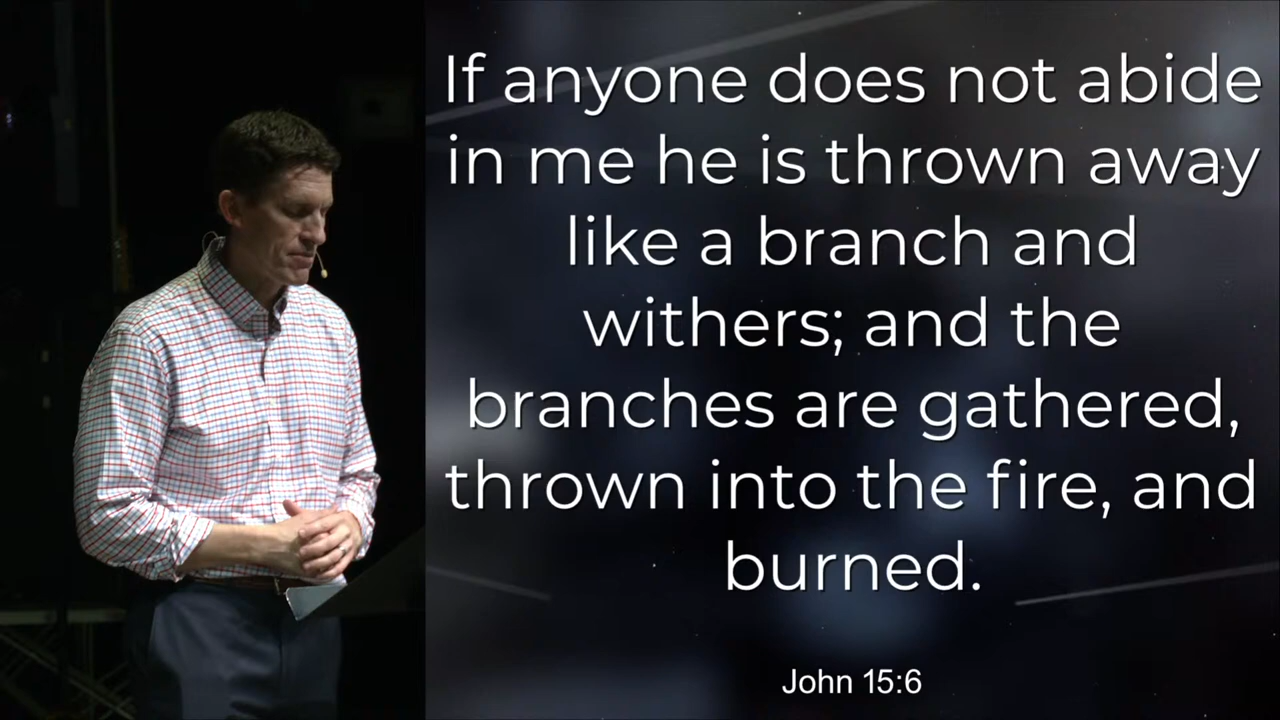 If anyone does not abide
in me he is thrown away
like a branch and
withers; and the
branches are gathered,
thrown into the fire, and
burned.
John 15:6